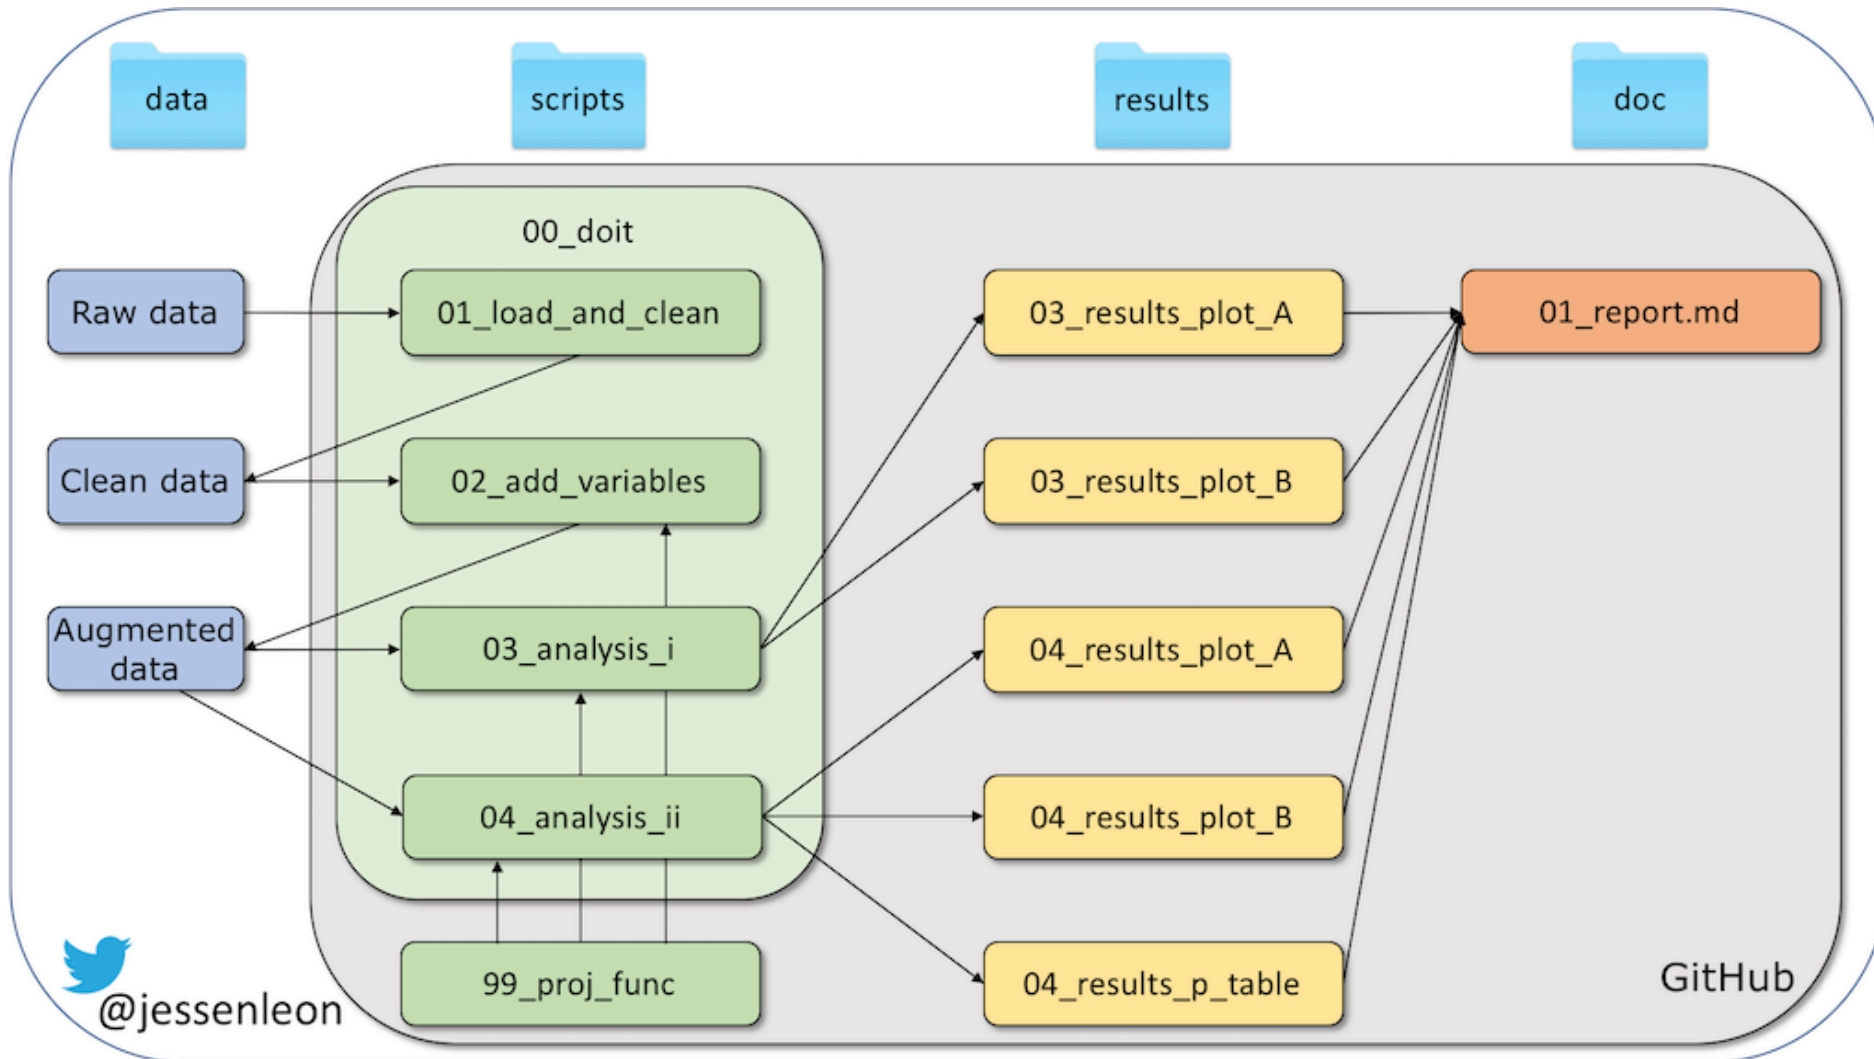 data
scripts
results
doc
00_doit
Raw data
01_load_and_clean
03_results_plot_A
01_report.md
Clean data
02_add_variables
03_results_plot_B
Augmented
data
03_analysis_i
04_results_plot_A
04_analysis_ii
04_results_plot_B
99_proj_func
04_results_p_table
GitHub
@jessenleon